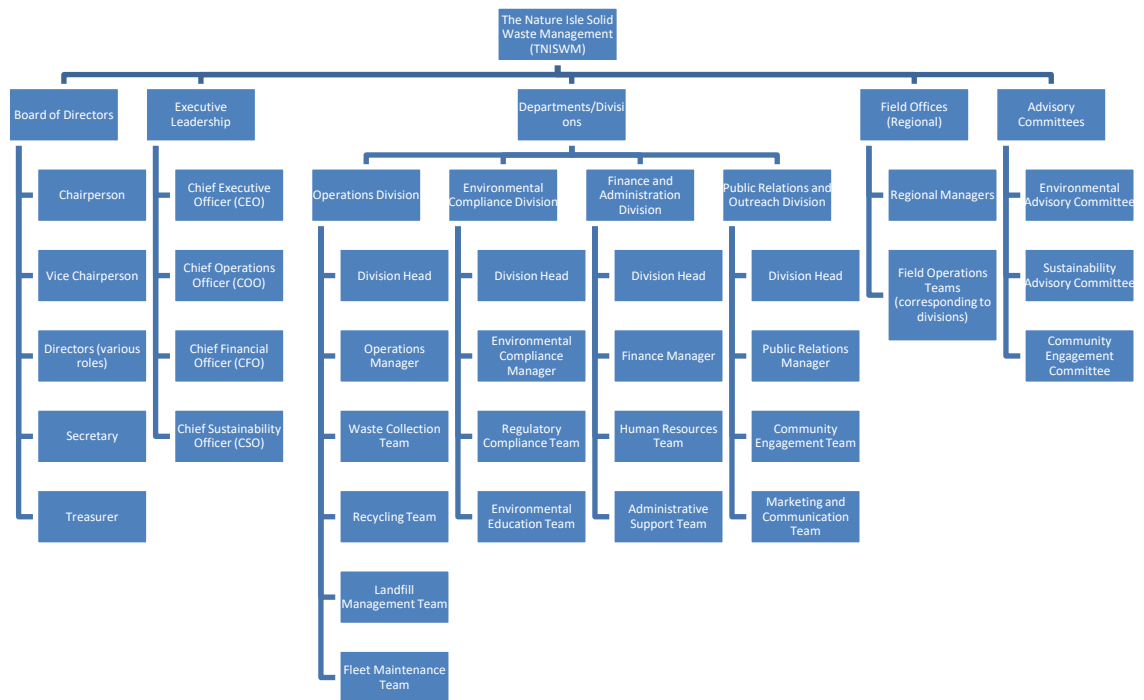 The Nature Isle Solid
Waste Management
(TNISWM)
Board of Directors
Executive
Leadership
Departments/Divisi
ons
Field Offices
(Regional)
Advisory
Committees
Chairperson
Vice Chairperson
Directors (various
roles)
Secretary
Treasurer
Chief Executive
Officer (CEO)
Chief Operations
Officer (COO)
Chief Financial
Officer (CFO)
Chief Sustainability
Officer (CSO)
Operations Division
Division Head
Operations
Manager
Waste Collection
Team
Recycling Team
Landfill
Management Team
Fleet Maintenance
Team
Environmental
Compliance Division
Division Head
Environmental
Compliance
Manager
Regulatory
Compliance Team
Environmental
Education Team
Finance and
Administration
Division
Division Head
Finance Manager
Human Resources
Team
Administrative
Support Team
Public Relations and
Outreach Division
Division Head
Public Relations
Manager
Community
Engagement Team
Marketing and
Communication
Team
Regional Managers
Field Operations
Teams
(corresponding to
divisions)
Environmental
Advisory Committee
Sustainability
Advisory Committee
Community
Engagement
Committee